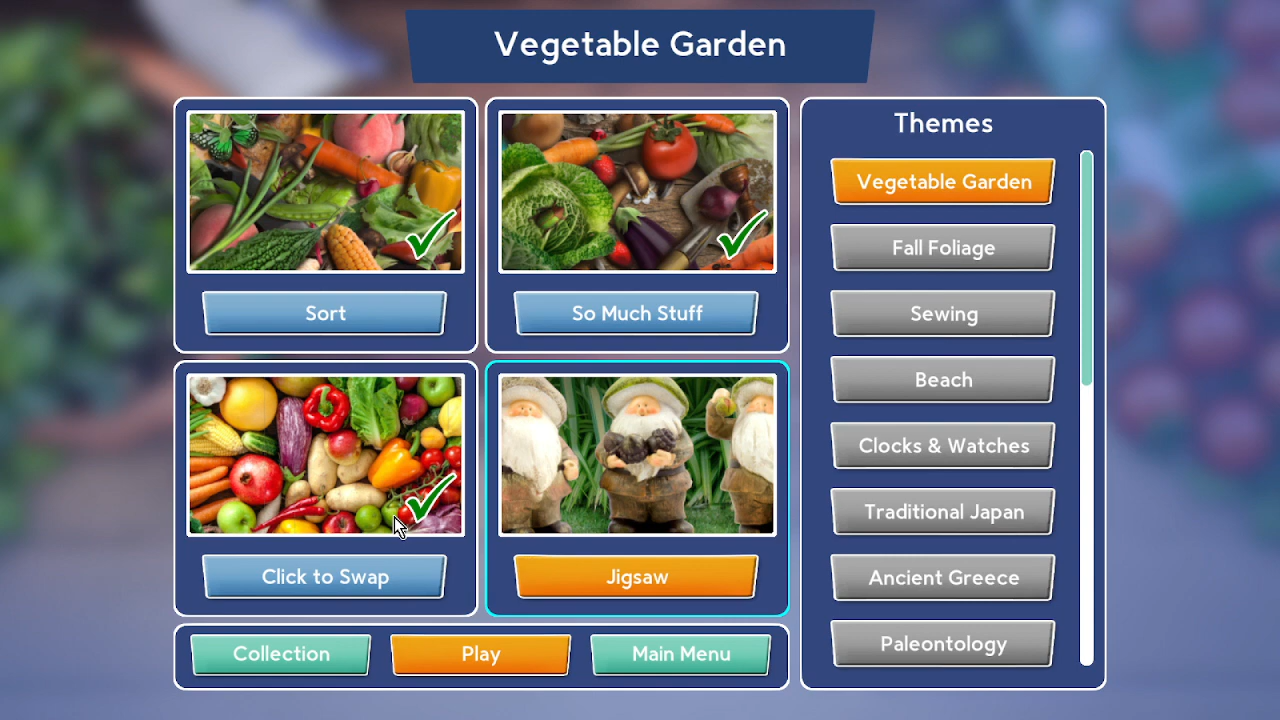 Vegetable Garden
Sort
So Much Stuff
Click to Swap
Jigsaw
Collection
Play
Main Menu
Themes
Vegetable Garden
Fall Foliage
Sewing
Beach
Clocks & Watches
Traditional Japan
Ancient Greece
Paleontology